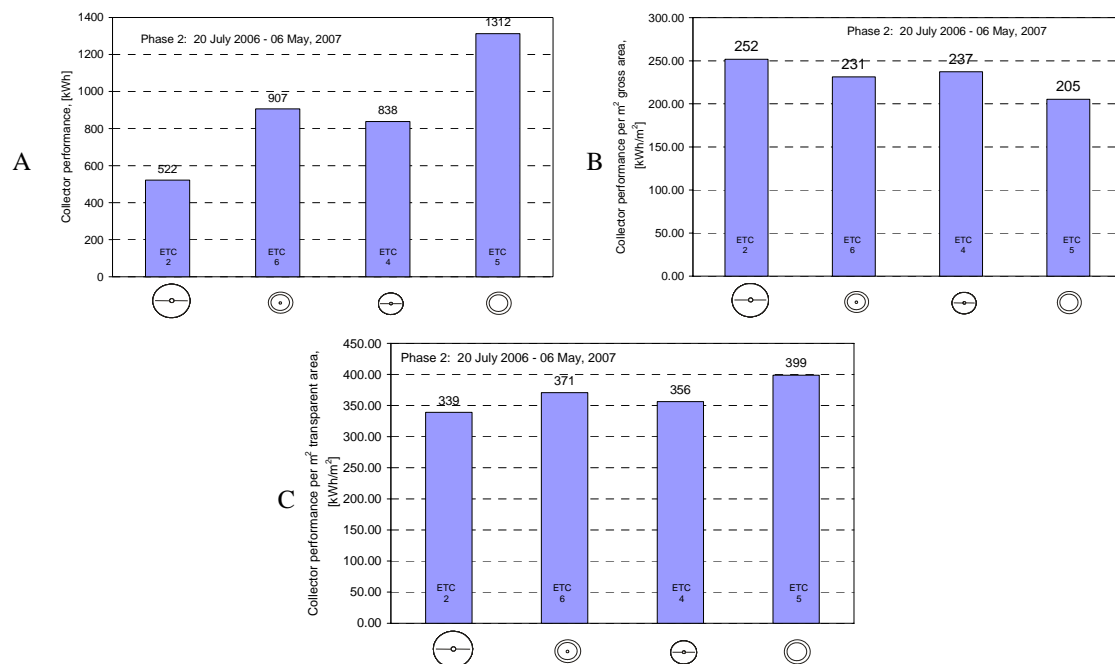 A
Collector performance, [kWh]
Phase 2: 20 July 2006 - 06 May, 2007
1400
1200
1000
800
600
400
200
0
522
907
838
1312
ETC
2
ETC
6
ETC
4
ETC
5
B
Collector performance per m² gross area,
[kWh/m²]
Phase 2: 20 July 2006 - 06 May, 2007
300.00
250.00
200.00
150.00
100.00
50.00
0.00
252
231
237
205
ETC
2
ETC
6
ETC
4
ETC
5
C
Collector performance per m² transparent area,
[kWh/m²]
Phase 2: 20 July 2006 - 06 May, 2007
450.00
400.00
350.00
300.00
250.00
200.00
150.00
100.00
50.00
0.00
339
371
356
399
ETC
2
ETC
6
ETC
4
ETC
5